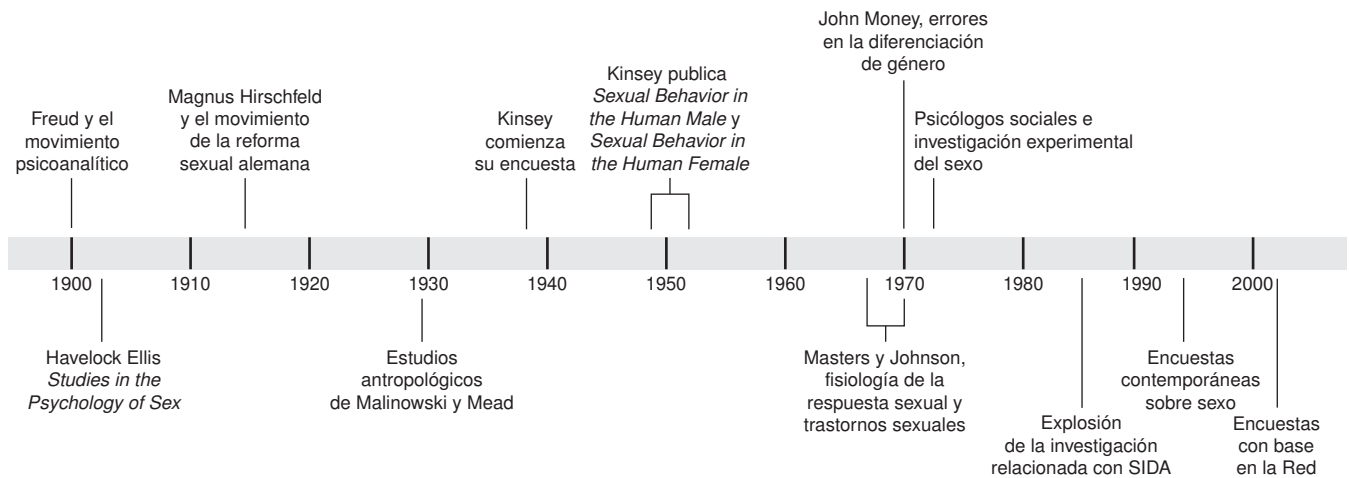 John Money, errores
en la diferenciación
de género
Kinsey publica
Sexual Behavior in
the Human Male y
Sexual Behavior in
the Human Female
Magnus Hirschfeld
y el movimiento
de la reforma
sexual alemana
Freud y el
movimiento
psicoanalítico
Kinsey
comienza
su encuesta
Psicólogos sociales e
investigación experimental
del sexo
1900 1910 1920 1930 1940 1950 1960 1970 1980 1990 2000
Havelock Ellis
Studies in the
Psychology of Sex
Estudios
antropológicos
de Malinowski y Mead
Masters y Johnson,
fisiología de la
respuesta sexual y
trastornos sexuales
Explosión
de la investigación
relacionada con SIDA
Encuestas
contemporáneas
sobre sexo
Encuestas
con base
en la Red